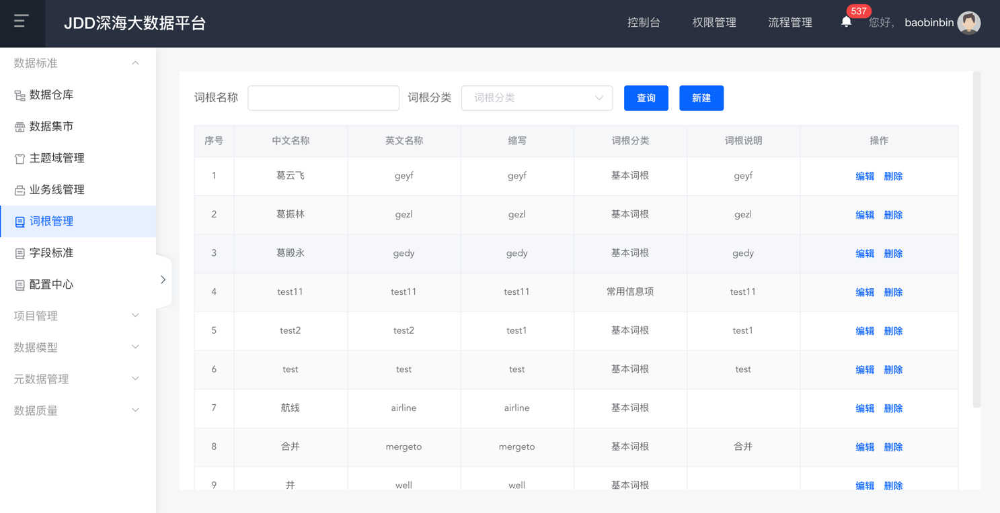 JDD深海大数据平台
控制台 权限管理 流程管理 537 您好, baobinbin
数据标准
数据仓库
数据集市
主题域管理
业务线管理
词根管理
字段标准
配置中心
项目管理
数据模型
元数据管理
数据质量
词根名称 词根分类 词根分类 查询 新建
序号 中文名称 英文名称 缩写 词根分类 词根说明 操作
1 葛云飞 geyf geyf 基本词根 geyf 编辑 删除
2 葛振林 gezl gezl 基本词根 gezl 编辑 删除
3 葛殿永 gedy gedy 基本词根 gedy 编辑 删除
4 test11 test11 test11 常用信息项 test11 编辑 删除
5 test2 test2 test1 基本词根 test1 编辑 删除
6 test test test 基本词根 test 编辑 删除
7 航线 airline airline 基本词根 编辑 删除
8 合并 mergeto mergeto 基本词根 合并 编辑 删除
9 井 well well 基本词根 编辑 删除